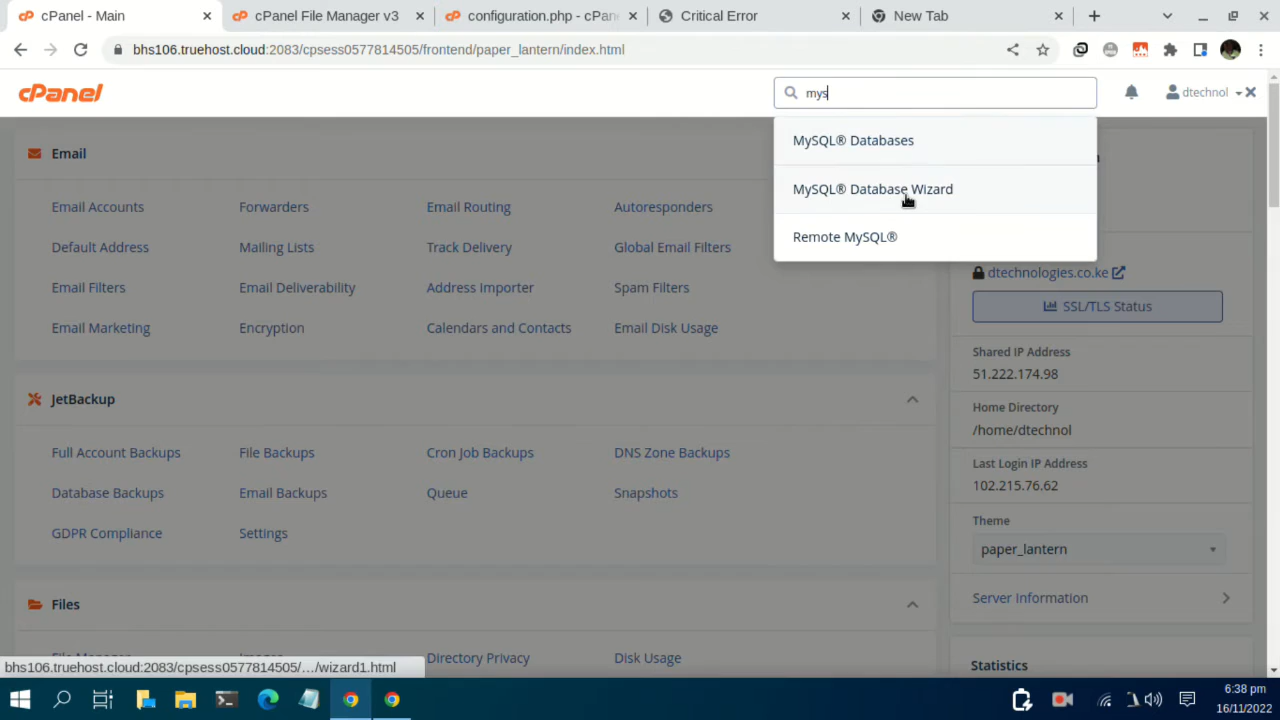 cPanel - Main
cPanel File Manager v3
configuration.php - cPan
Critical Error
New Tab
bhs106.truehost.cloud:2083/cpsess0577814505/frontend/paper_lantern/index.html
cPanel
mys
dtechnol
MySQL® Databases
MySQL® Database Wizard
Remote MySQL®
Email
Email Accounts
Forwarders
Email Routing
Autoresponders
Default Address
Mailing Lists
Track Delivery
Global Email Filters
Email Filters
Email Deliverability
Address Importer
Spam Filters
Email Marketing
Encryption
Calendars and Contacts
Email Disk Usage
JetBackup
Full Account Backups
File Backups
Cron Job Backups
DNS Zone Backups
Database Backups
Email Backups
Queue
Snapshots
GDPR Compliance
Settings
Files
Directory Privacy
Disk Usage
dtechnologies.co.ke
SSL/TLS Status
Shared IP Address
51.222.174.98
Home Directory
/home/dtechnol
Last Login IP Address
102.215.76.62
Theme
paper_lantern
Server Information
Statistics
bhs106.truehost.cloud:2083/cpsess0577814505/…/wizard1.html
6:38 pm
16/11/2022